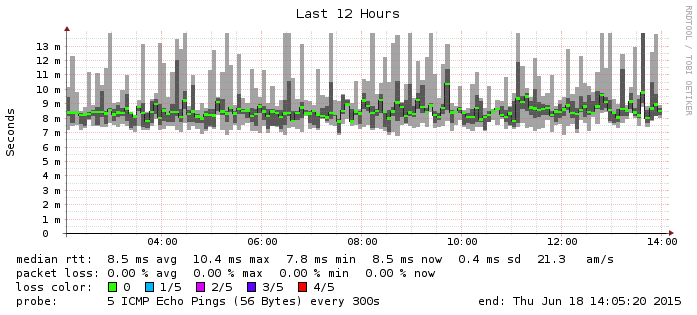 Last 12 Hours
RRDTOOL / TOBI OETIKER
Seconds
13 m
12 m
11 m
10 m
9 m
8 m
7 m
6 m
5 m
4 m
3 m
2 m
1 m
0
04:00 06:00 08:00 10:00 12:00 14:00
median rtt: 8.5 ms avg 10.4 ms max 7.8 ms min 8.5 ms now 0.4 ms sd 21.3 am/s
packet loss: 0.00 % avg 0.00 % max 0.00 % min 0.00 % now
loss color: 0 1/5 2/5 3/5 4/5
probe: 5 ICMP Echo Pings (56 Bytes) every 300s end: Thu Jun 18 14:05:20 2015